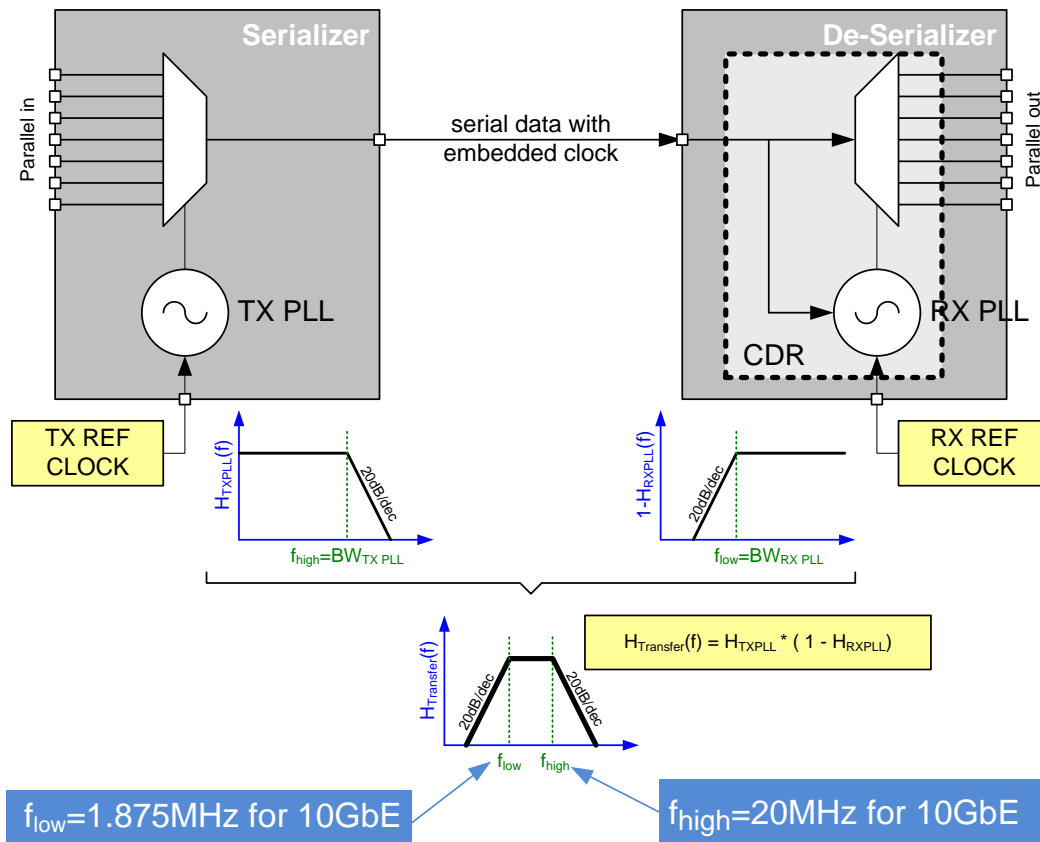 Serializer
De-Serializer
Parallel in
serial data with
embedded clock
Parallel out
TX PLL
RX PLL
CDR
TX REF
CLOCK
RX REF
CLOCK
H_TXPLL(f)
20dB/dec
f_high=BW_TX PLL
1-H_RXPLL(f)
20dB/dec
f_low=BW_RX PLL
H_Transfer(f) = H_TXPLL * ( 1 - H_RXPLL)
H_Transfer(f)
20dB/dec
20dB/dec
f_low
f_high
f_low=1.875MHz for 10GbE
f_high=20MHz for 10GbE